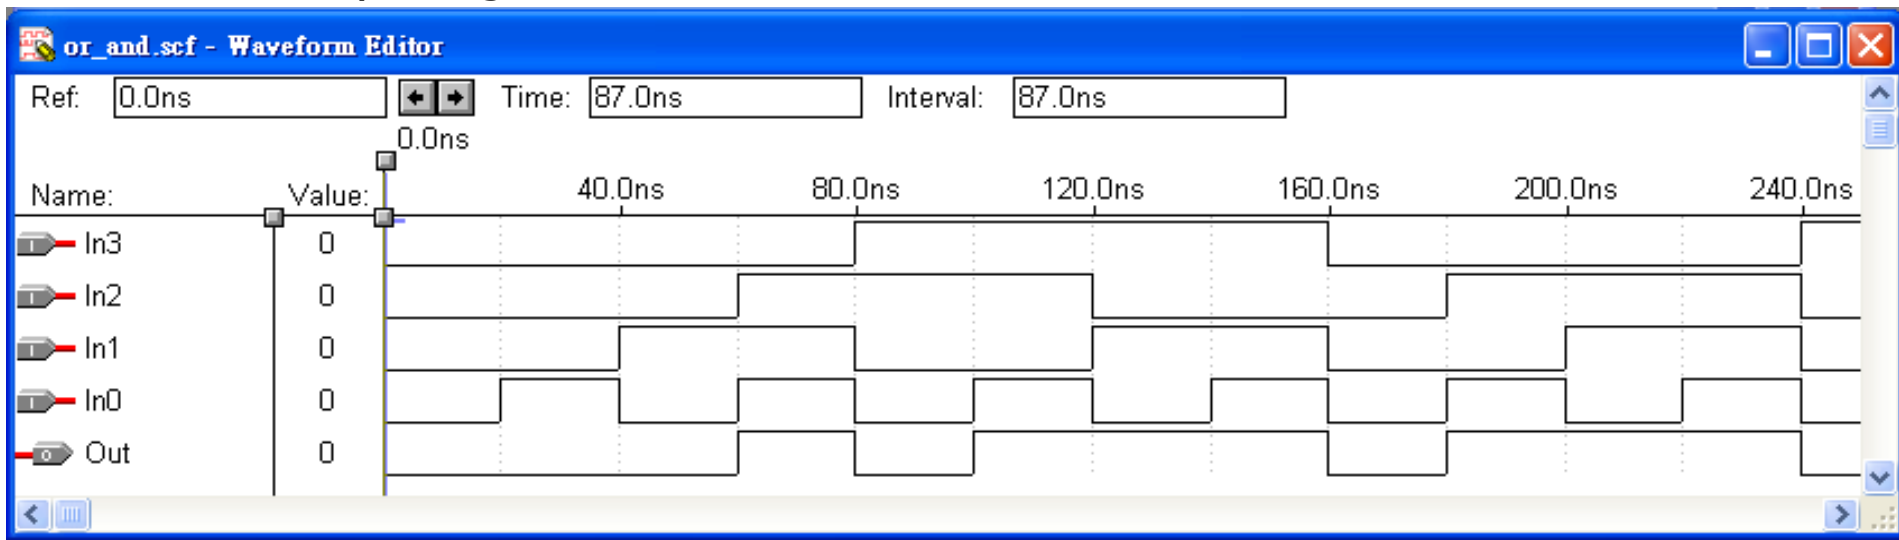 or_and.scf - Waveform Editor
Ref: 0.0ns Time: 87.0ns Interval: 87.0ns
0.0ns
Name: Value: 40.0ns 80.0ns 120.0ns 160.0ns 200.0ns 240.0ns
I In3 0
I In2 0
I In1 0
I In0 0
O Out 0